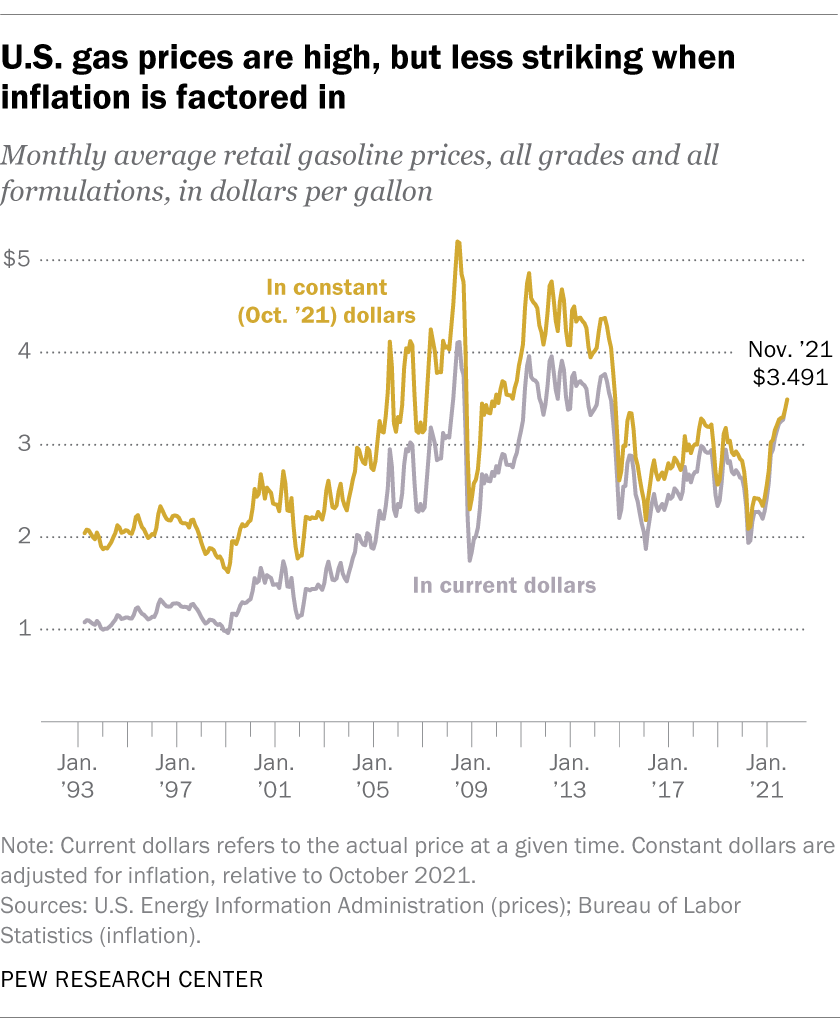 U.S. gas prices are high, but less striking when
inflation is factored in
Monthly average retail gasoline prices, all grades and all
formulations, in dollars per gallon
$5
In constant
(Oct. ’21) dollars
4
Nov. ’21
$3.491
3
2
In current dollars
1
Jan. Jan. Jan. Jan. Jan. Jan. Jan. Jan.
’93 ’97 ’01 ’05 ’09 ’13 ’17 ’21
Note: Current dollars refers to the actual price at a given time. Constant dollars are
adjusted for inflation, relative to October 2021.
Sources: U.S. Energy Information Administration (prices); Bureau of Labor
Statistics (inflation).
PEW RESEARCH CENTER